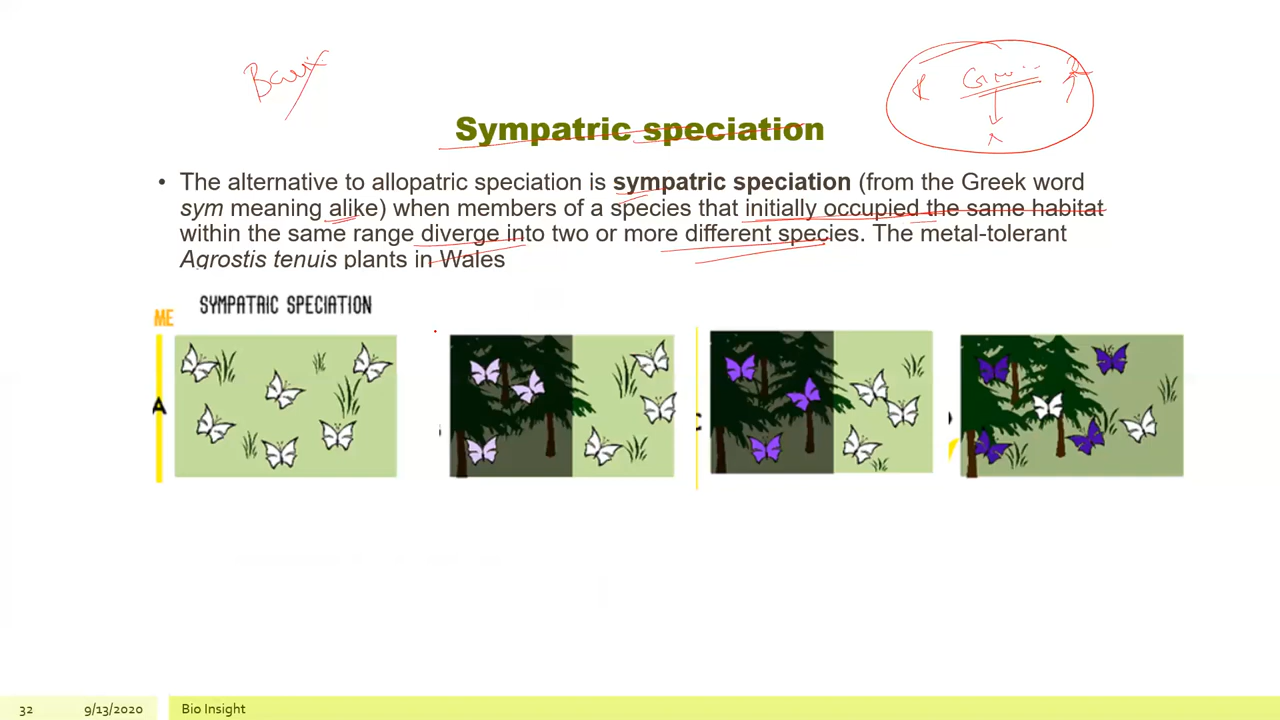 Sympatric speciation
• The alternative to allopatric speciation is sympatric speciation (from the Greek word
sym meaning alike) when members of a species that initially occupied the same habitat
within the same range diverge into two or more different species. The metal-tolerant
Agrostis tenuis plants in Wales
SYMPATRIC SPECIATION
ME
A
C
32 9/13/2020 Bio Insight